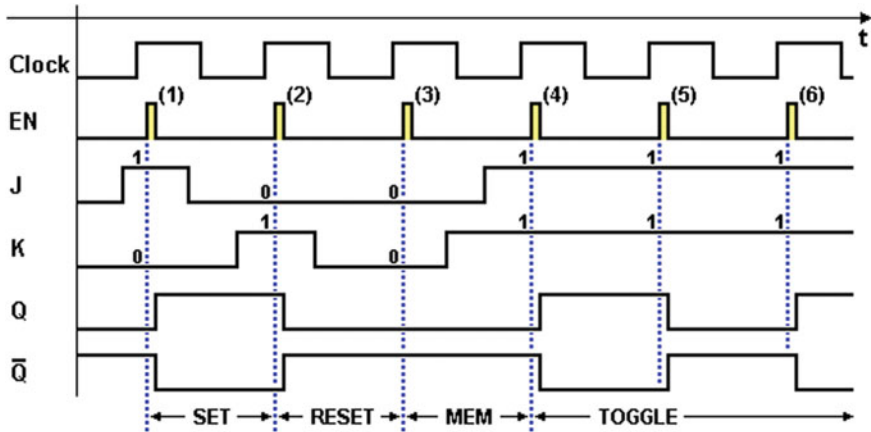 t
Clock
EN (1) (2) (3) (4) (5) (6)
J 1 0 0 1 1 1
K 0 1 0 1 1 1
Q
Q̅
SET RESET MEM TOGGLE